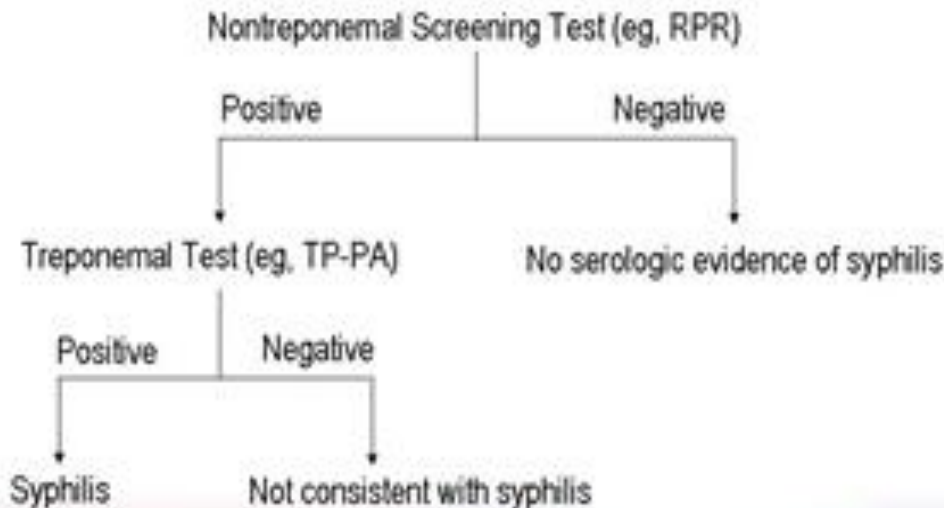 Nontreponemal Screening Test (eg, RPR)
Positive
Negative
Treponemal Test (eg, TP-PA)
No serologic evidence of syphilis
Positive
Negative
Syphilis
Not consistent with syphilis